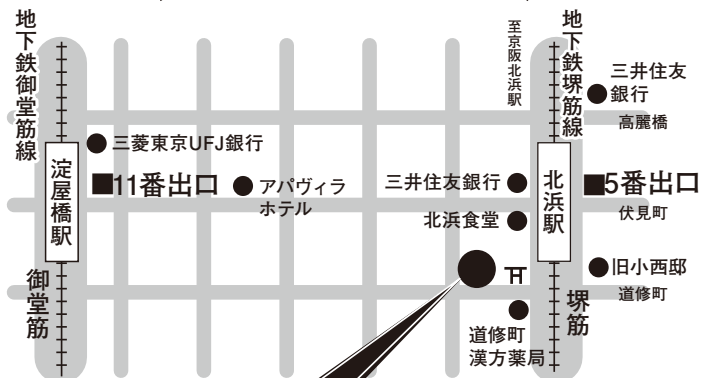 地下鉄御堂筋線
至京阪北浜駅
地下鉄堺筋線
三井住友
銀行
高麗橋
三菱東京UFJ銀行
淀屋橋駅
■11番出口
アパヴィラ
ホテル
三井住友銀行
北浜駅
■5番出口
伏見町
北浜食堂
旧小西邸
道修町
御堂筋
堺筋
道修町
漢方薬局